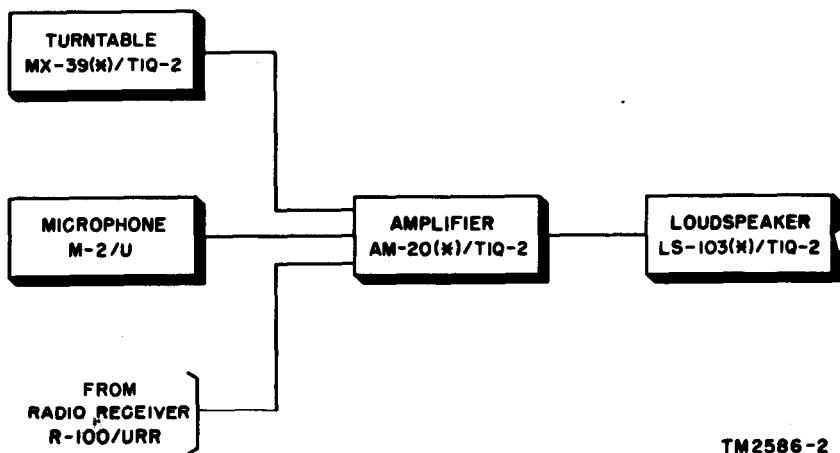 TURNTABLE
MX-39(X)/TIQ-2
MICROPHONE
M-2/U
AMPLIFIER
AM-20(X)/TIQ-2
LOUDSPEAKER
LS-103(X)/TIQ-2
FROM
RADIO RECEIVER
R-100/URR
TM2586-2